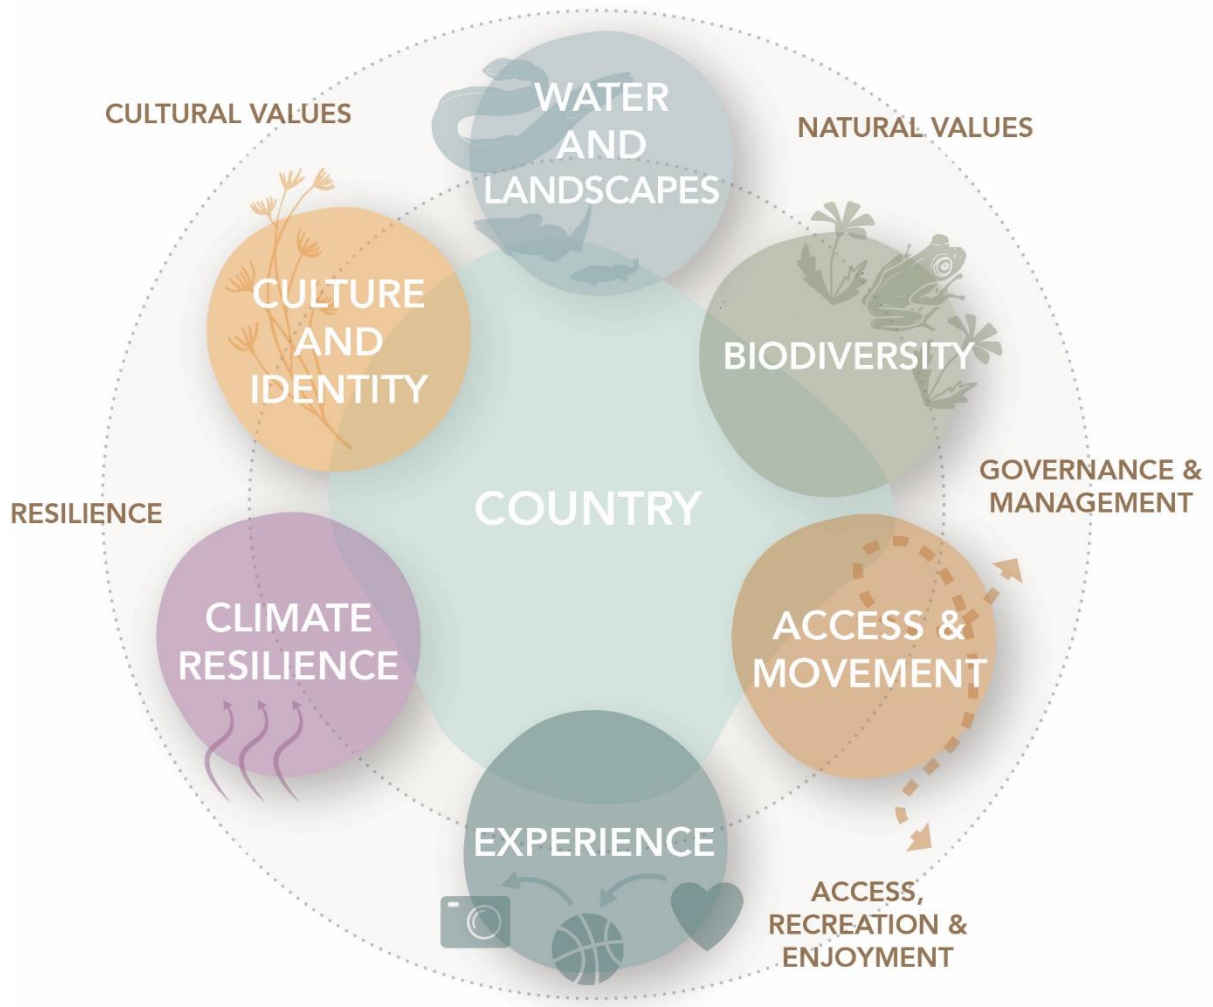 CULTURAL VALUES
WATER
AND
LANDSCAPES
NATURAL VALUES
CULTURE
AND
IDENTITY
BIODIVERSITY
COUNTRY
RESILIENCE
GOVERNANCE &
MANAGEMENT
CLIMATE
RESILIENCE
ACCESS &
MOVEMENT
EXPERIENCE
ACCESS,
RECREATION &
ENJOYMENT